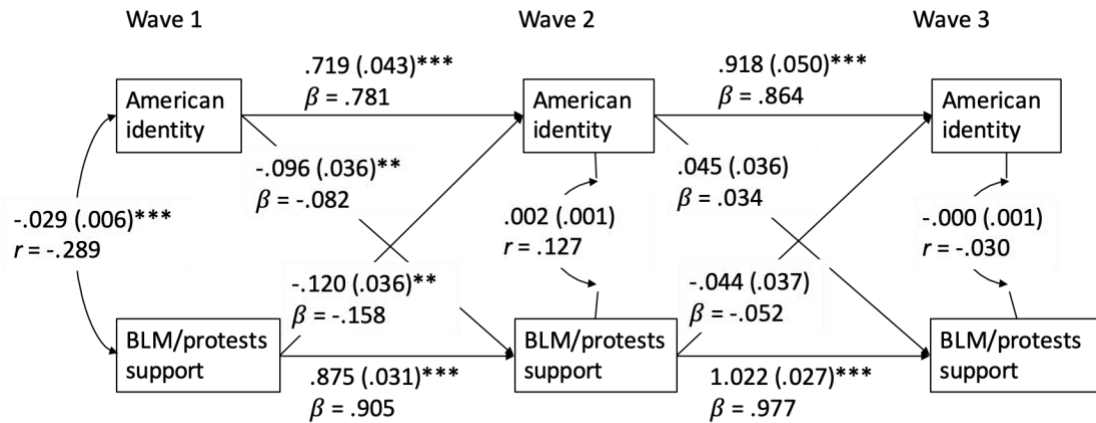 Wave 1
Wave 2
Wave 3
.719 (.043)***
β = .781
.918 (.050)***
β = .864
American
identity
American
identity
American
identity
-.096 (.036)**
β = -.082
.045 (.036)
β = .034
-.029 (.006)***
r = -.289
.002 (.001)
r = .127
-.000 (.001)
r = -.030
-.120 (.036)**
β = -.158
-.044 (.037)
β = -.052
BLM/protests
support
BLM/protests
support
BLM/protests
support
.875 (.031)***
β = .905
1.022 (.027)***
β = .977